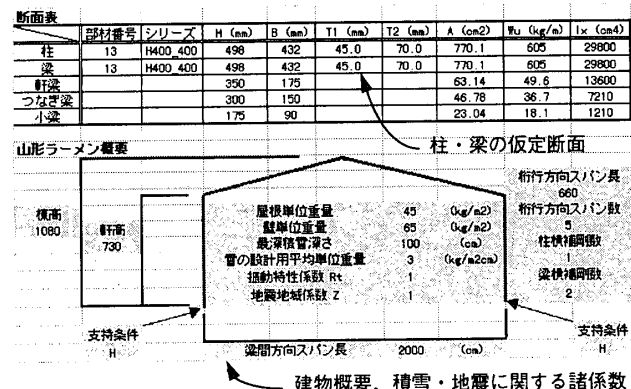 断面表
部材番号 シリーズ H (mm) B (mm) T1 (mm) T2 (mm) A (cm2) Wu (kg/m) Ix (cm4)
柱 13 H400_400 498 432 45.0 70.0 770.1 605 29800
梁 13 H400_400 498 432 45.0 70.0 770.1 605 29800
軒梁 350 175 63.14 49.6 13600
つなぎ梁 300 150 46.78 36.7 7210
小梁 175 90 23.04 18.1 1210
柱・梁の仮定断面
山形ラーメン概要
棟高
1080
軒高
730
屋根単位重量 45 (kg/m2)
壁単位重量 65 (kg/m2)
最深積雪深さ 100 (cm)
雪の設計用平均単位重量 3 (kg/m2cm)
振動特性係数 Rt 1
地震地域係数 Z 1
桁行方向スパン長
660
桁行方向スパン数
5
柱横補鋼個数
1
梁横補鋼個数
2
支持条件
H
梁間方向スパン長 2000 (cm)
支持条件
H
建物概要,積雪・地震に関する諸係数